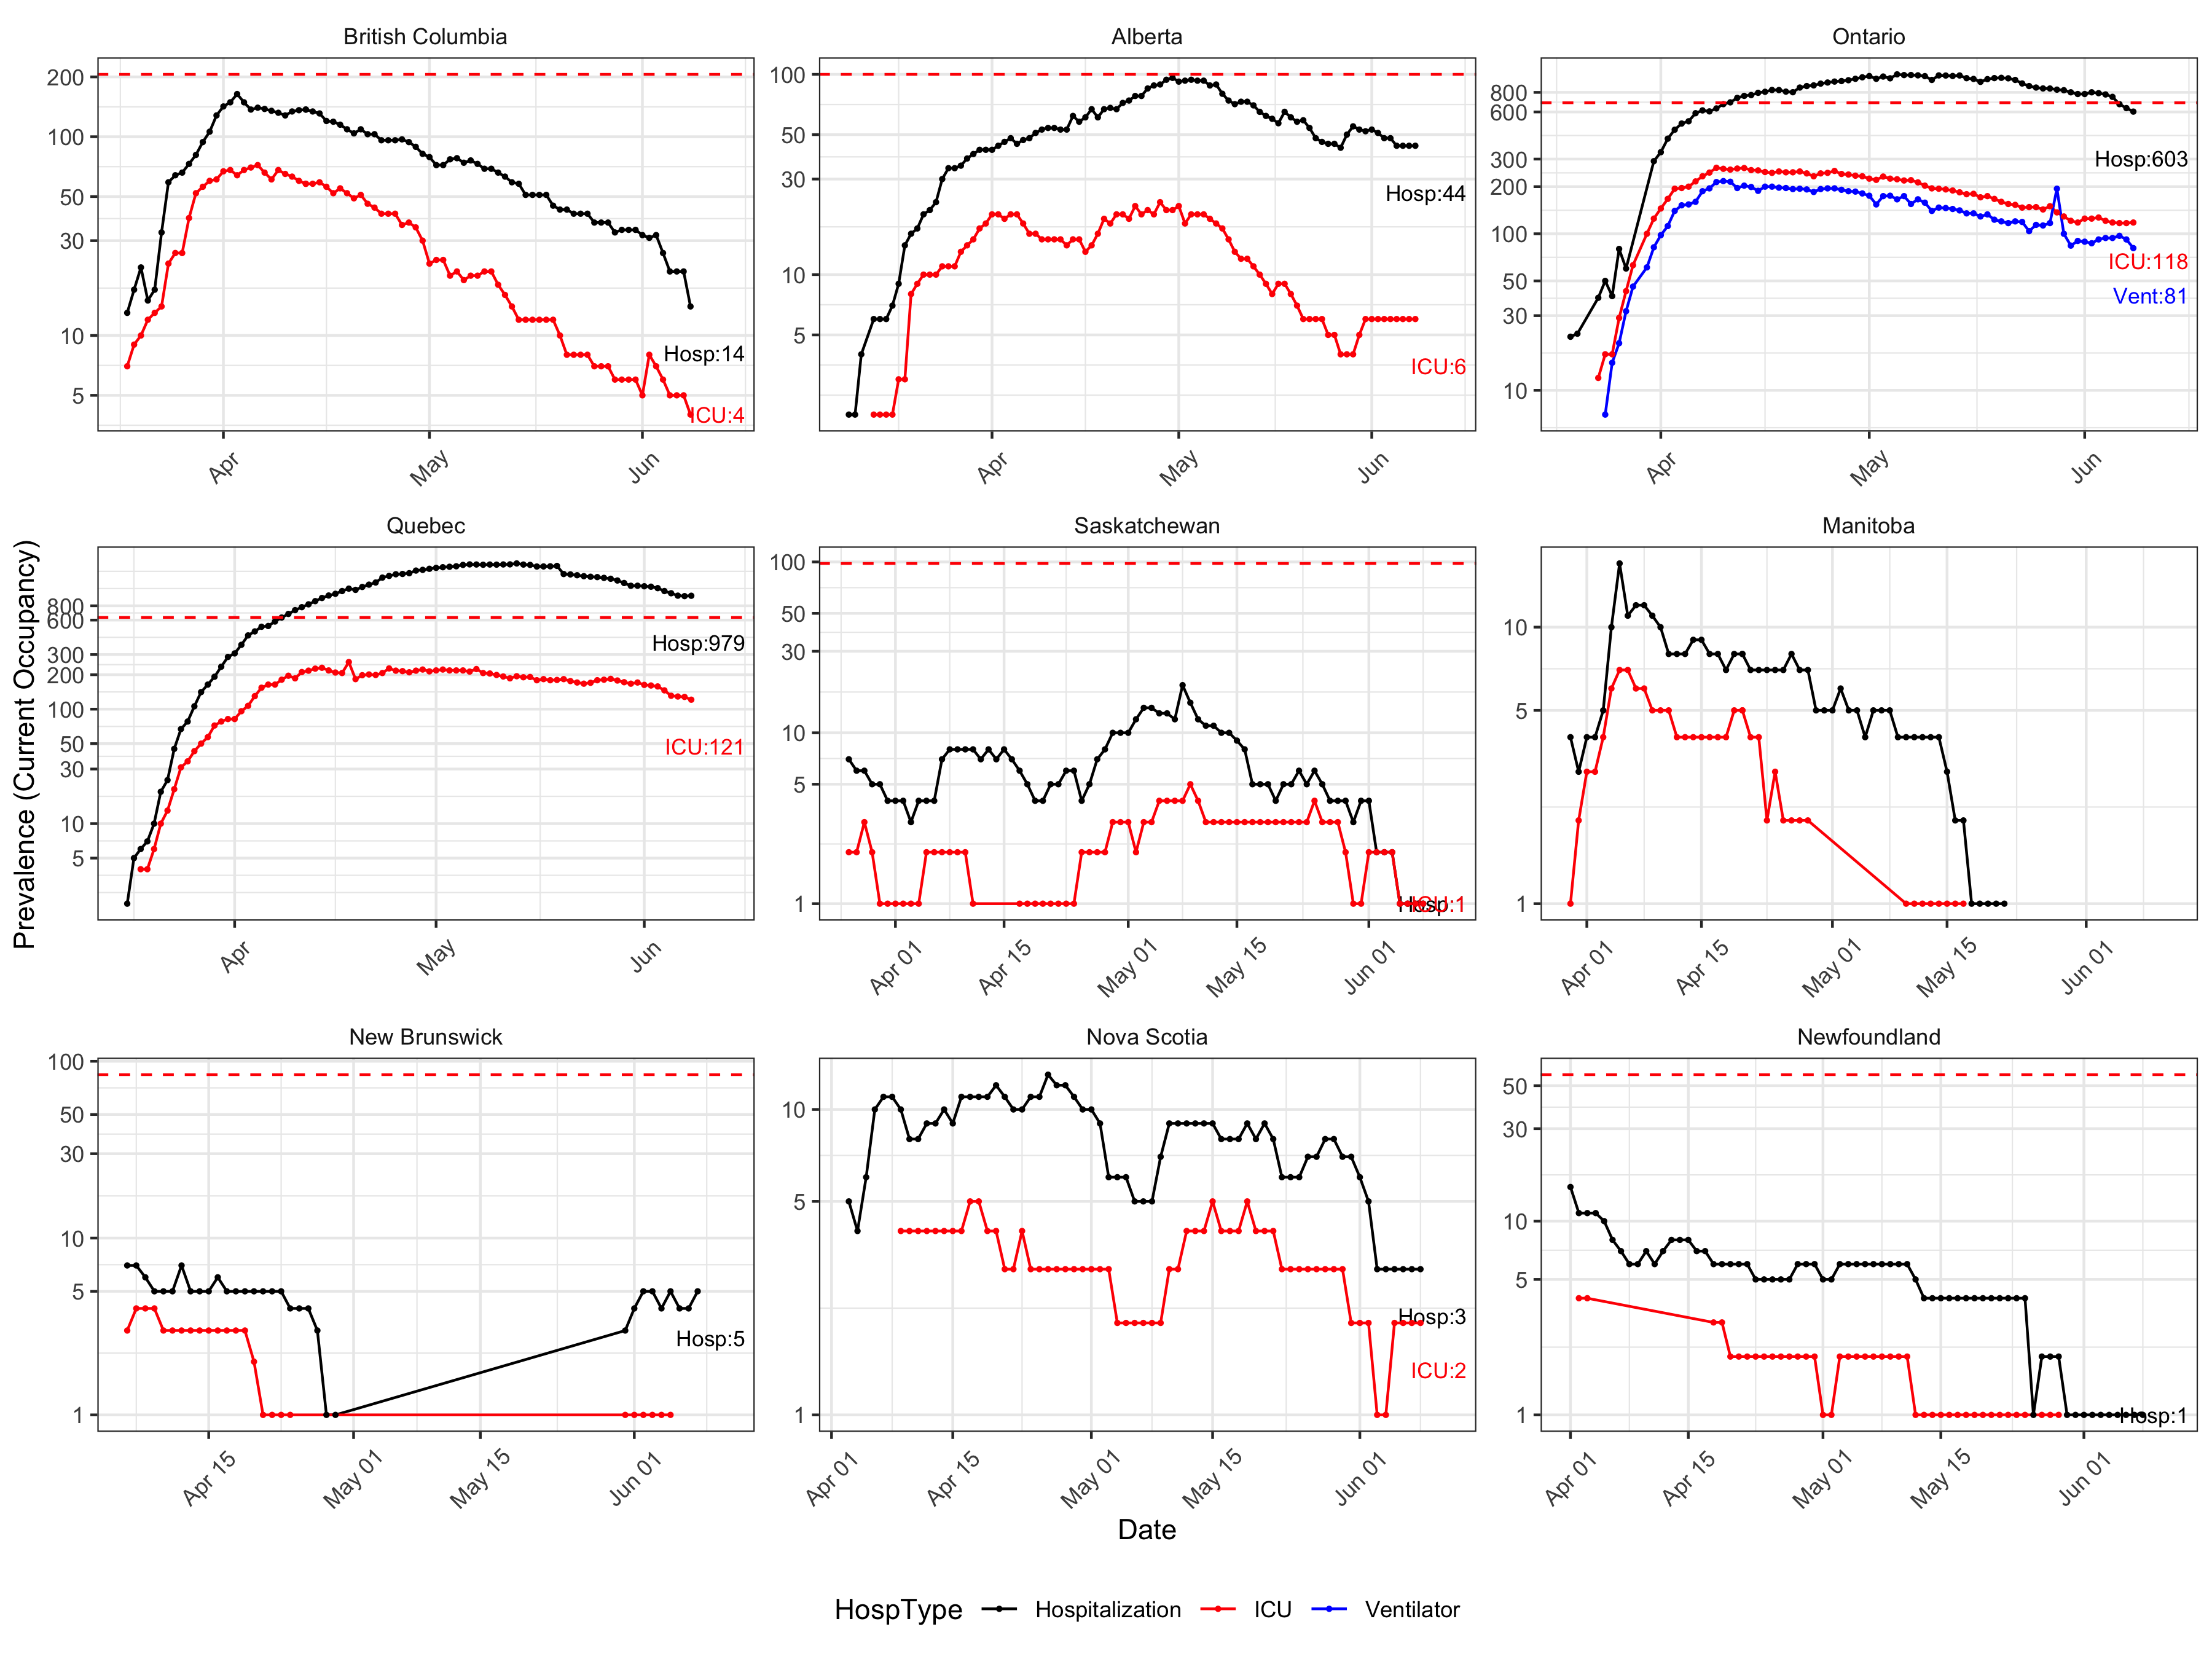 British Columbia
200
100
50
30
10
5
Hosp:14
ICU:4
Apr
May
Jun
Alberta
100
50
30
10
5
Hosp:44
ICU:6
Apr
May
Jun
Ontario
800
600
300
200
100
50
30
10
Hosp:603
ICU:118
Vent:81
Apr
May
Jun
Prevalence (Current Occupancy)
Quebec
800
600
300
200
100
50
30
10
5
Hosp:979
ICU:121
Apr
May
Jun
Saskatchewan
100
50
30
10
5
1
ICU:1
Apr 01
Apr 15
May 01
May 15
Jun 01
Manitoba
10
5
1
Apr 01
Apr 15
May 01
May 15
Jun 01
New Brunswick
100
50
30
10
5
1
Hosp:5
Apr 15
May 01
May 15
Jun 01
Nova Scotia
10
5
1
Hosp:3
ICU:2
Apr 01
Apr 15
May 01
May 15
Jun 01
Newfoundland
50
30
10
5
1
Hosp:1
Apr 01
Apr 15
May 01
May 15
Jun 01
Date
HospType Hospitalization ICU Ventilator